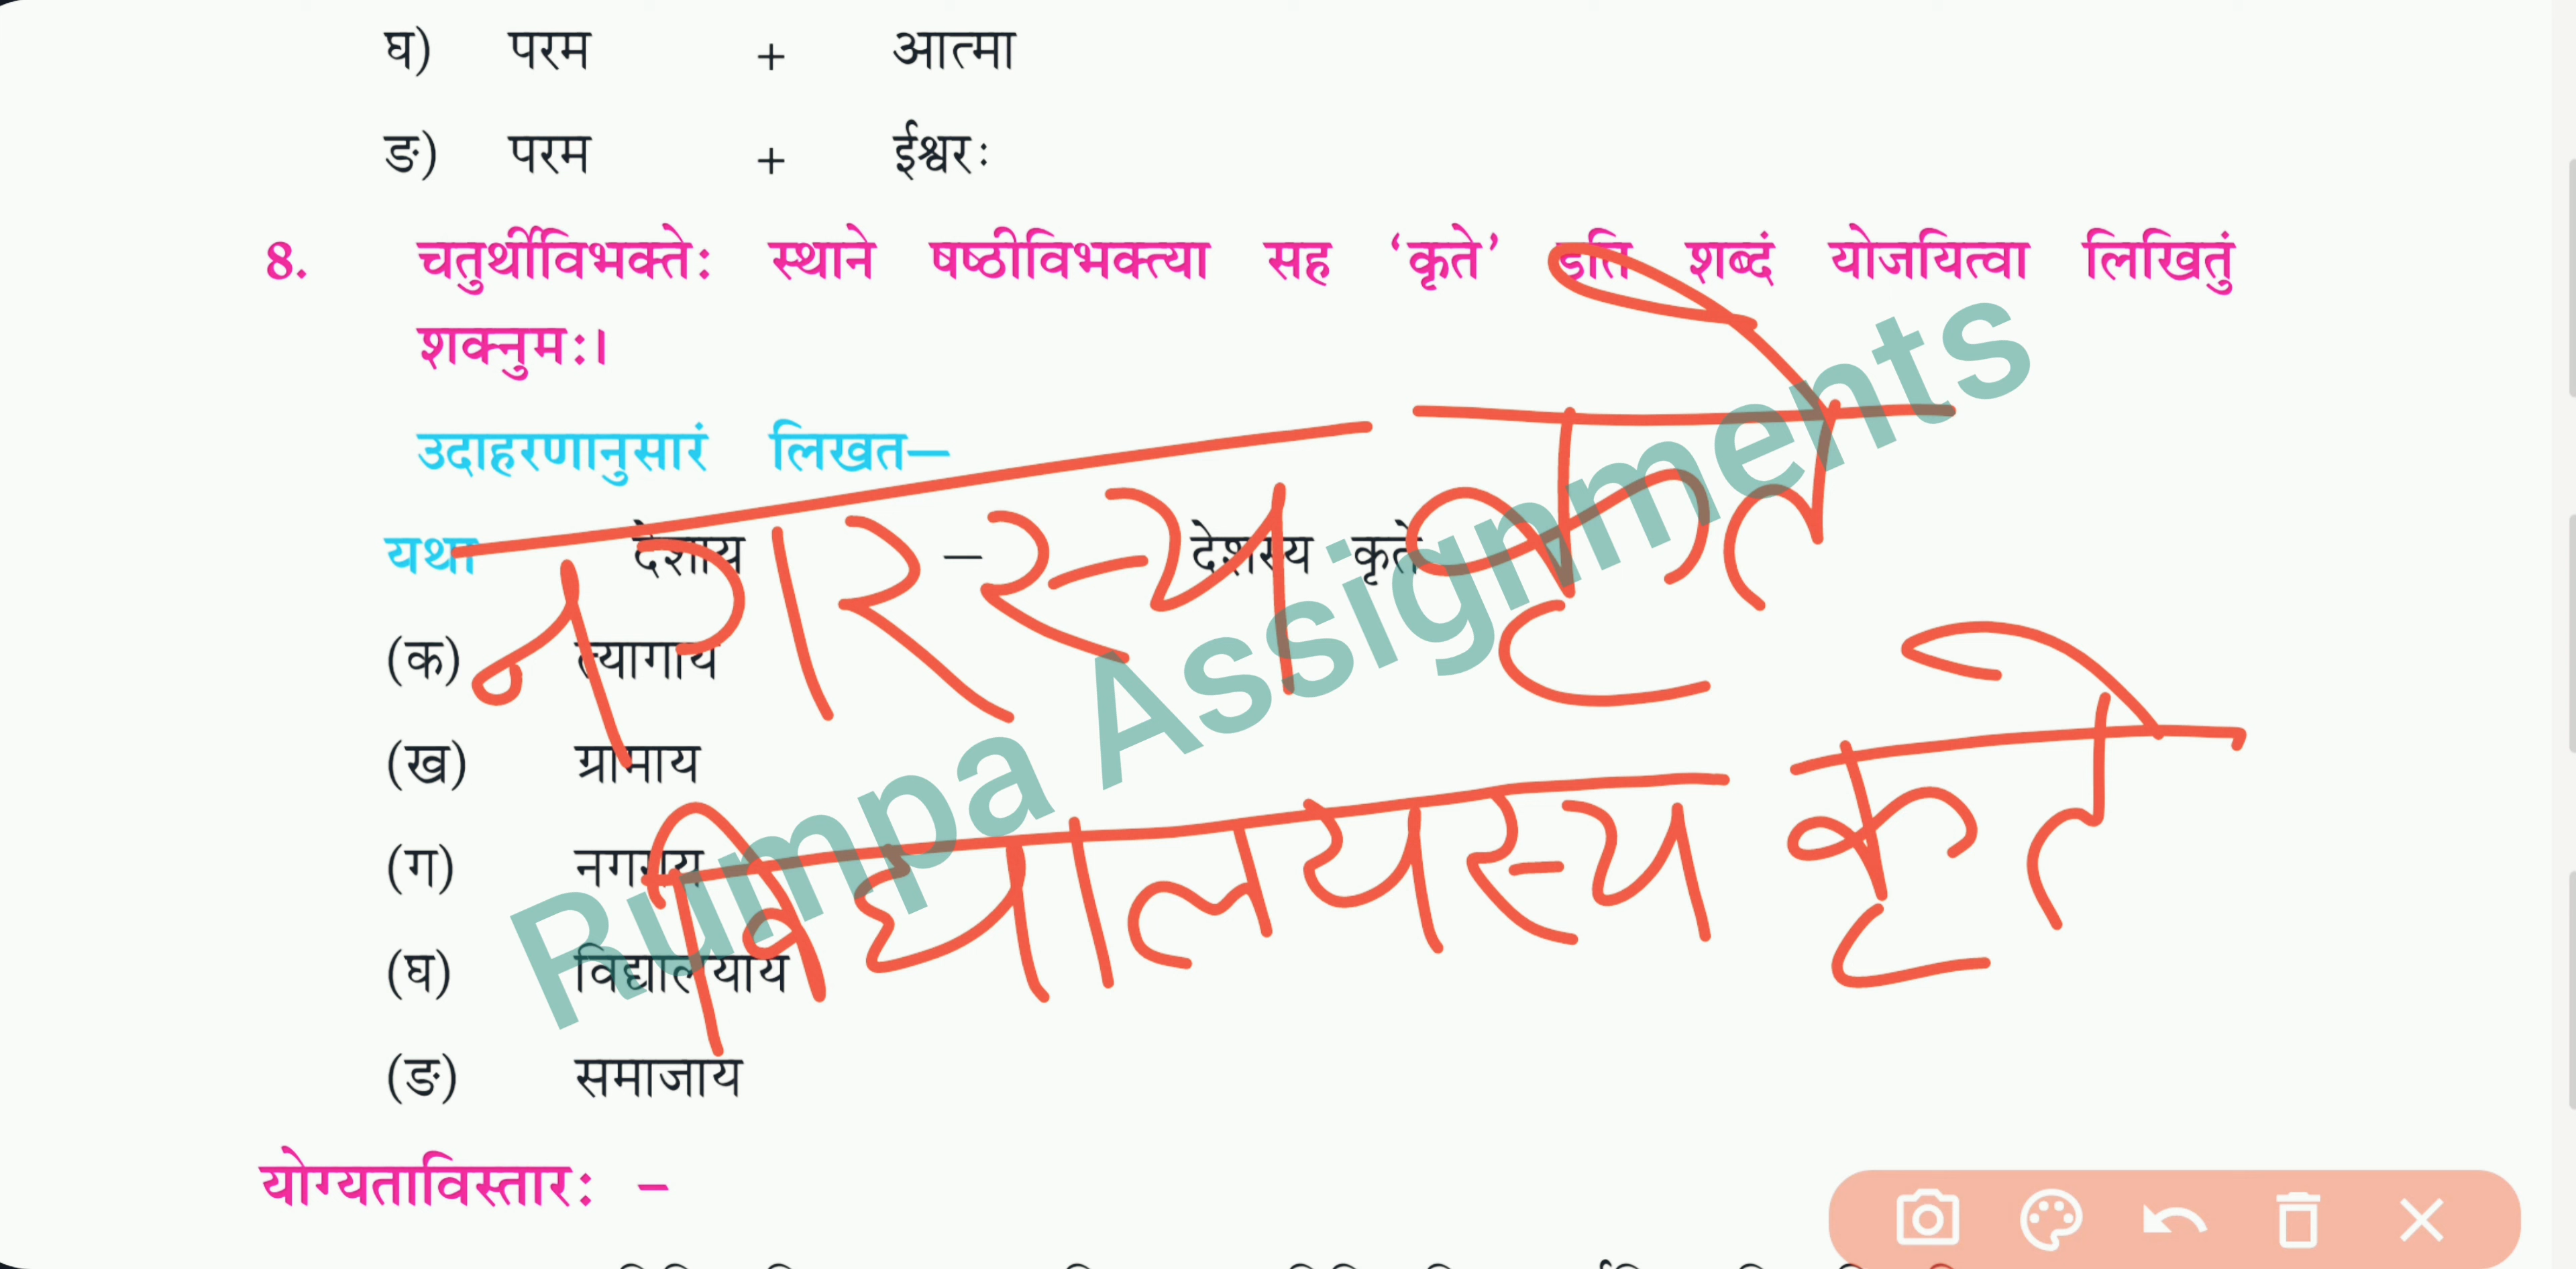 घ) परम + आत्मा
ङ) परम + ईश्वरः
8. चतुर्थीविभक्तेः स्थाने षष्ठीविभक्त्या सह ‘कृते’ इति शब्दं योजयित्वा लिखितुं
शक्नुमः।
उदाहरणानुसारं लिखत–
यथा देशाय – देशस्य कृते
नगरस्य कृते
(क) त्यागाय
(ख) ग्रामाय
(ग) नगराय
विद्यालयस्य कृते
(घ) विद्यालयाय
(ङ) समाजाय
योग्यताविस्तारः –
Rumpa Assignments